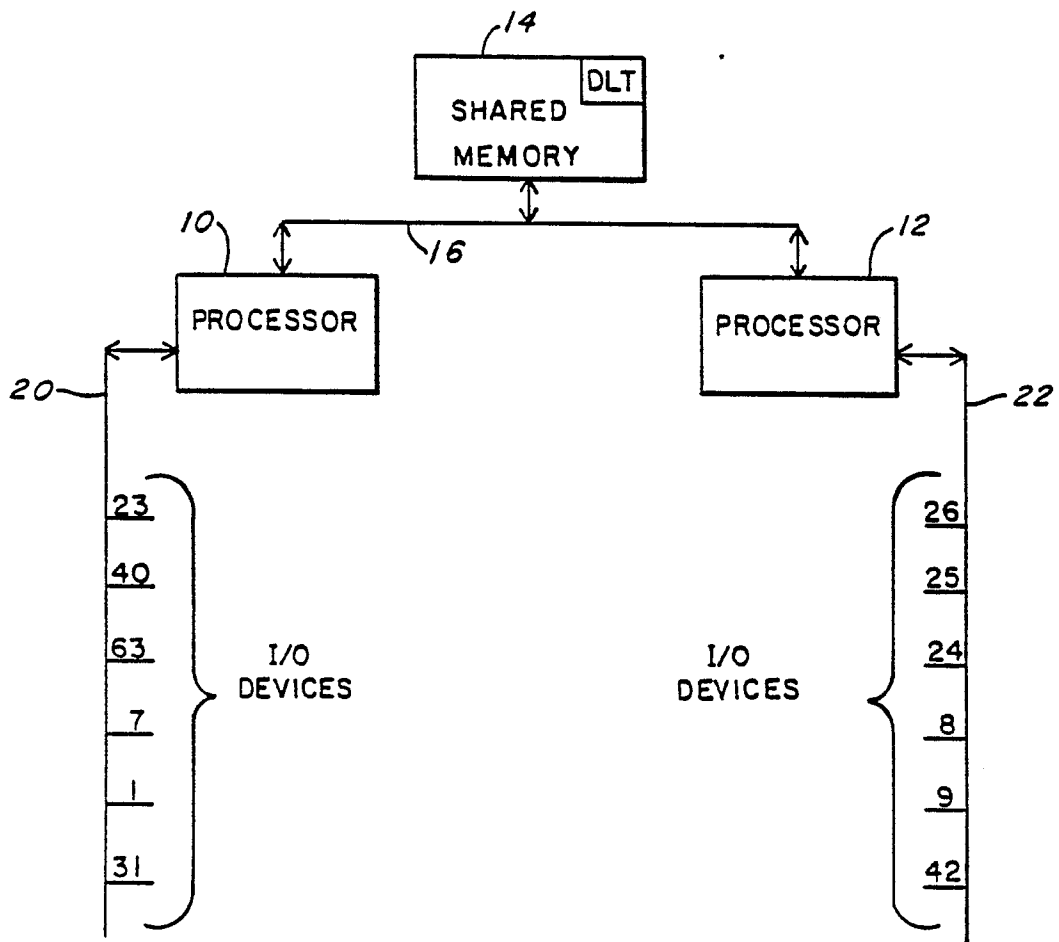 14
DLT
SHARED
MEMORY
10
16
12
PROCESSOR
PROCESSOR
20
22
23
26
40
25
63
24
I/O
DEVICES
I/O
DEVICES
7
8
1
9
31
42